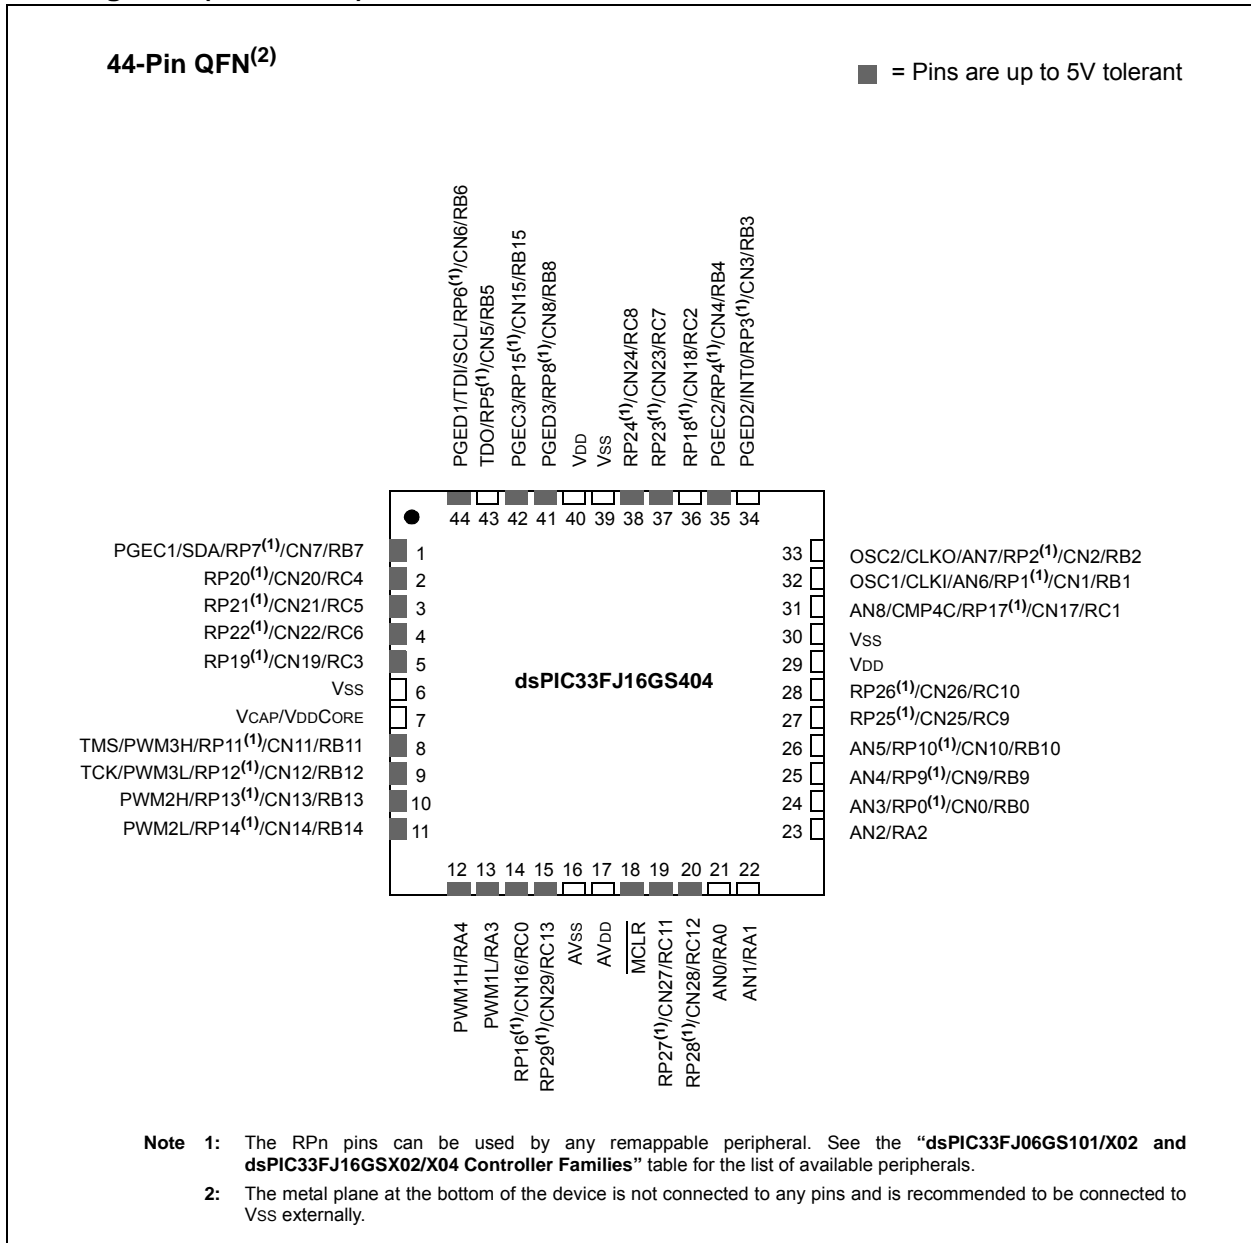 44-Pin QFN(2)
= Pins are up to 5V tolerant
PGED1/TDI/SCL/RP6(1)/CN6/RB6
TDO/RP5(1)/CN5/RB5
PGEC3/RP15(1)/CN15/RB15
PGED3/RP8(1)/CN8/RB8
VDD
VSS
RP24(1)/CN24/RC8
RP23(1)/CN23/RC7
RP18(1)/CN18/RC2
PGEC2/RP4(1)/CN4/RB4
PGED2/INT0/RP3(1)/CN3/RB3
44 43 42 41 40 39 38 37 36 35 34
PGEC1/SDA/RP7(1)/CN7/RB7 1
RP20(1)/CN20/RC4 2
RP21(1)/CN21/RC5 3
RP22(1)/CN22/RC6 4
RP19(1)/CN19/RC3 5
VSS 6
VCAP/VDDCORE 7
TMS/PWM3H/RP11(1)/CN11/RB11 8
TCK/PWM3L/RP12(1)/CN12/RB12 9
PWM2H/RP13(1)/CN13/RB13 10
PWM2L/RP14(1)/CN14/RB14 11
dsPIC33FJ16GS404
33 OSC2/CLKO/AN7/RP2(1)/CN2/RB2
32 OSC1/CLKI/AN6/RP1(1)/CN1/RB1
31 AN8/CMP4C/RP17(1)/CN17/RC1
30 VSS
29 VDD
28 RP26(1)/CN26/RC10
27 RP25(1)/CN25/RC9
26 AN5/RP10(1)/CN10/RB10
25 AN4/RP9(1)/CN9/RB9
24 AN3/RP0(1)/CN0/RB0
23 AN2/RA2
12 13 14 15 16 17 18 19 20 21 22
PWM1H/RA4
PWM1L/RA3
RP16(1)/CN16/RC0
RP29(1)/CN29/RC13
AVSS
AVDD
MCLR
RP27(1)/CN27/RC11
RP28(1)/CN28/RC12
AN0/RA0
AN1/RA1
Note 1: The RPn pins can be used by any remappable peripheral. See the “dsPIC33FJ06GS101/X02 and
dsPIC33FJ16GSX02/X04 Controller Families” table for the list of available peripherals.
2: The metal plane at the bottom of the device is not connected to any pins and is recommended to be connected to
VSS externally.